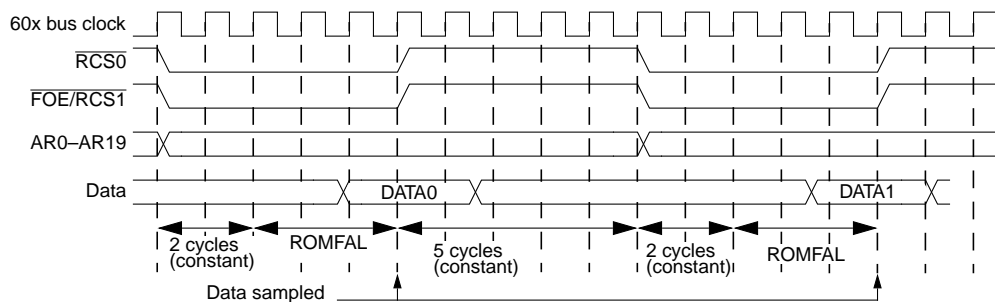 60x bus clock
RCS0
FOE/RCS1
AR0–AR19
Data
DATA0
DATA1
2 cycles
(constant)
ROMFAL
5 cycles
(constant)
2 cycles
(constant)
ROMFAL
Data sampled